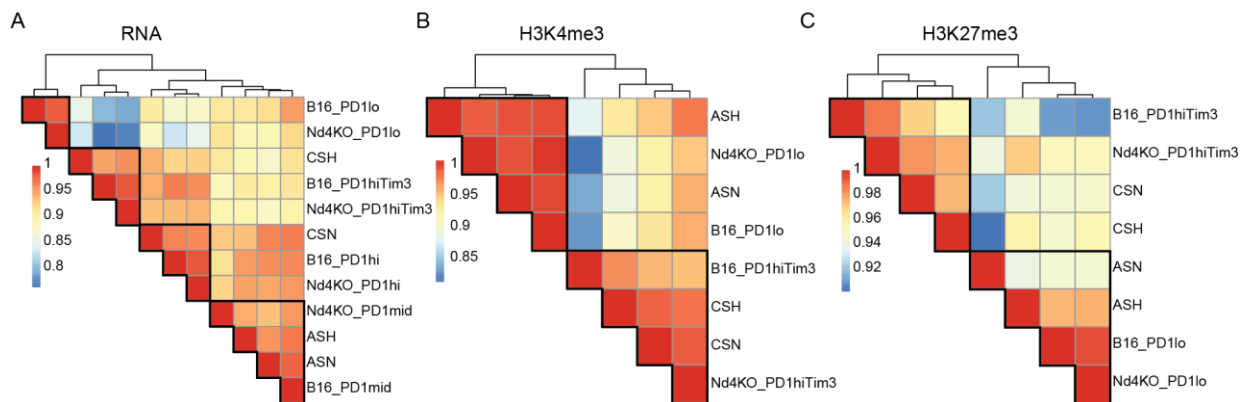 A
RNA
B16_PD1lo
Nd4KO_PD1lo
CSH
B16_PD1hiTim3
Nd4KO_PD1hiTim3
CSN
B16_PD1hi
Nd4KO_PD1hi
Nd4KO_PD1mid
ASH
ASN
B16_PD1mid
1
0.95
0.9
0.85
0.8
B
H3K4me3
ASH
Nd4KO_PD1lo
ASN
B16_PD1lo
B16_PD1hiTim3
CSH
CSN
Nd4KO_PD1hiTim3
1
0.95
0.9
0.85
C
H3K27me3
B16_PD1hiTim3
Nd4KO_PD1hiTim3
CSN
CSH
ASN
ASH
B16_PD1lo
Nd4KO_PD1lo
1
0.98
0.96
0.94
0.92